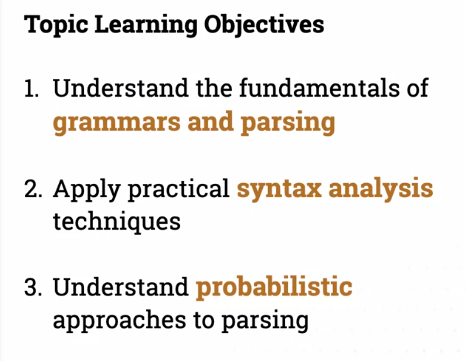 Topic Learning Objectives
1. Understand the fundamentals of
grammars and parsing
2. Apply practical syntax analysis
techniques
3. Understand probabilistic
approaches to parsing